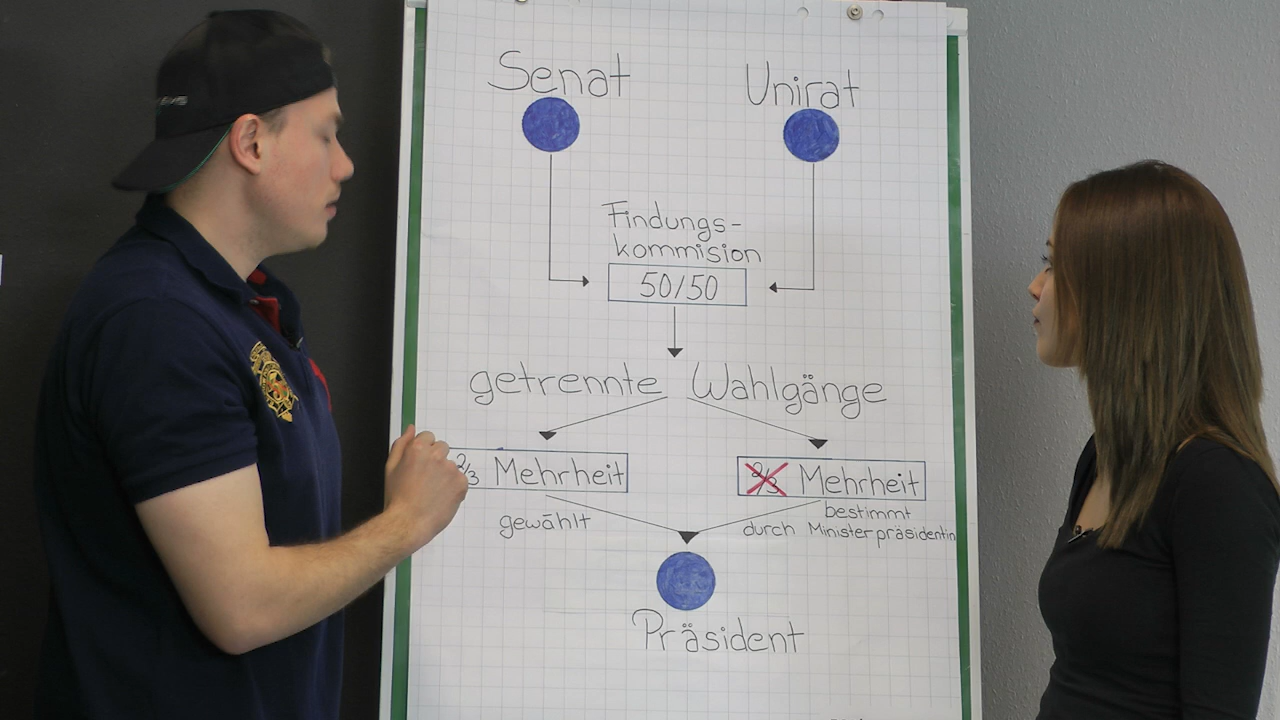 Senat
Unirat
Findungs-
kommision
50/50
getrennte Wahlgänge
2/3 Mehrheit
2/3 Mehrheit
gewählt
bestimmt
durch Ministerpräsidentin
Präsident